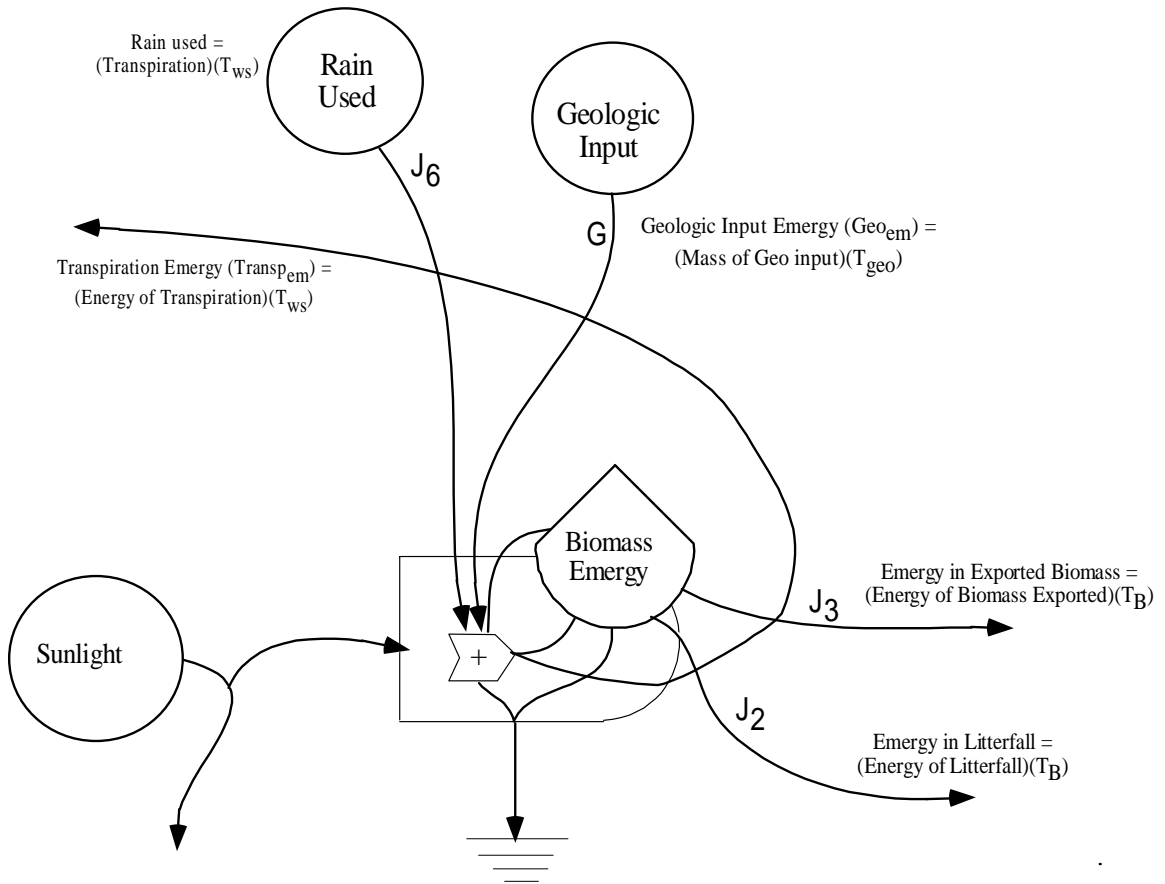 Rain used =
(Transpiration)(Tws)
Rain
Used
Geologic
Input
J6
G
Geologic Input Emergy (Geoem) =
(Mass of Geo input)(Tgeo)
Transpiration Emergy (Transpem) =
(Energy of Transpiration)(Tws)
Biomass
Emergy
Sunlight
+
J3
Emergy in Exported Biomass =
(Energy of Biomass Exported)(TB)
J2
Emergy in Litterfall =
(Energy of Litterfall)(TB)
.